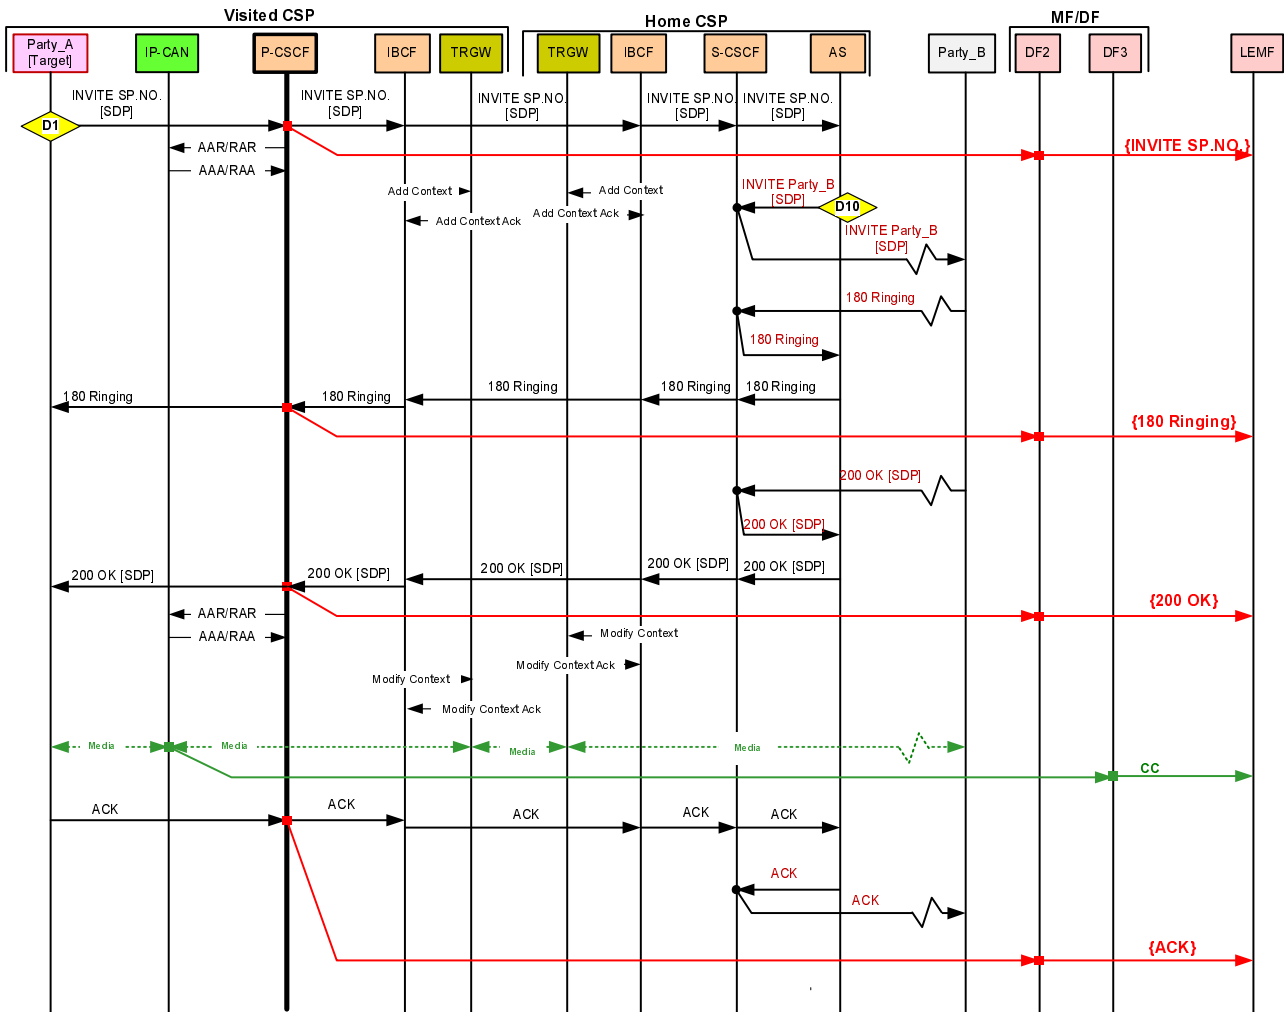 Visited CSP
Home CSP
MF/DF
Party_A
[Target]
IP-CAN
P-CSCF
IBCF
TRGW
TRGW
IBCF
S-CSCF
AS
Party_B
DF2
DF3
LEMF
INVITE SP.NO.
[SDP]
INVITE SP.NO.
[SDP]
INVITE SP.NO.
[SDP]
INVITE SP.NO.
[SDP]
INVITE SP.NO.
[SDP]
D1
{INVITE SP.NO.}
AAR/RAR
AAA/RAA
Add Context
Add Context
INVITE Party_B
[SDP]
D10
Add Context Ack
Add Context Ack
INVITE Party_B
[SDP]
180 Ringing
180 Ringing
180 Ringing
180 Ringing
180 Ringing
180 Ringing
180 Ringing
{180 Ringing}
200 OK [SDP]
200 OK [SDP]
200 OK [SDP]
200 OK [SDP]
200 OK [SDP]
200 OK [SDP]
200 OK [SDP]
{200 OK}
AAR/RAR
AAA/RAA
Modify Context
Modify Context Ack
Modify Context
Modify Context Ack
Media
Media
Media
Media
CC
ACK
ACK
ACK
ACK
ACK
ACK
ACK
{ACK}